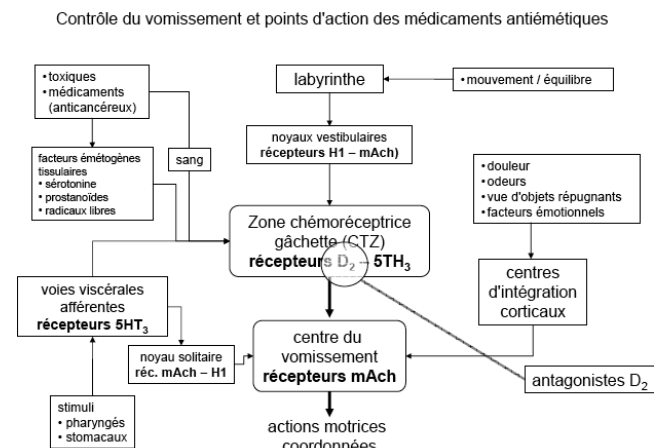 Contrôle du vomissement et points d'action des médicaments antiémétiques
• toxiques
• médicaments
(anticancéreux)
labyrinthe
• mouvement / équilibre
noyaux vestibulaires
récepteurs H1 – mAch)
facteurs émétogènes
tissulaires
• sérotonine
• prostanoïdes
• radicaux libres
sang
• douleur
• odeurs
• vue d'objets répugnants
• facteurs émotionnels
Zone chémoréceptrice
gâchette (CTZ)
récepteurs D2 – 5TH3
voies viscérales
afférentes
récepteurs 5HT3
centres
d'intégration
corticaux
noyau solitaire
réc. mAch – H1
centre du
vomissement
récepteurs mAch
antagonistes D2
stimuli
• pharyngés
• stomacaux
actions motrices
coordonnées